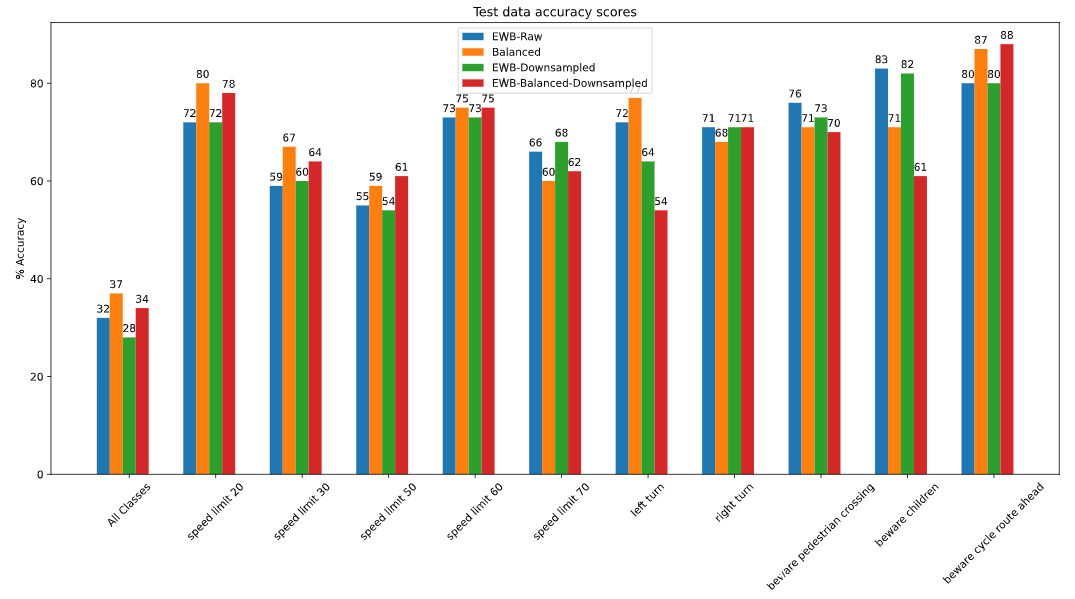 Test data accuracy scores
EWB-Raw
Balanced
EWB-Downsampled
EWB-Balanced-Downsampled
% Accuracy
80
60
40
20
0
32 37 28 34
72 80 72 78
59 67 60 64
55 59 54 61
73 75 73 75
66 60 68 62
72 77 64 54
71 68 71 71
76 71 73 70
83 71 82 61
80 87 80 88
All Classes
speed limit 20
speed limit 30
speed limit 50
speed limit 60
speed limit 70
left turn
right turn
beware pedestrian crossing
beware children
beware cycle route ahead